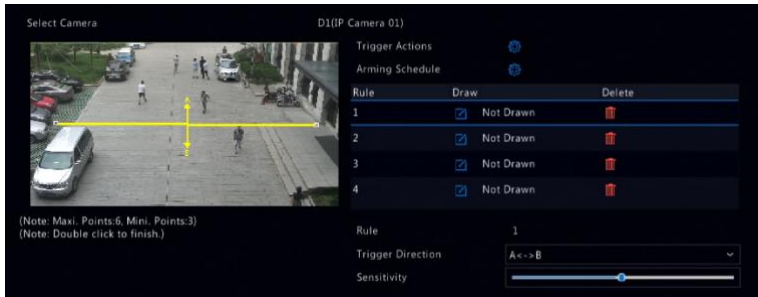 Select Camera D1(IP Camera 01)
Trigger Actions
Arming Schedule
Rule Draw Delete
1 Not Drawn
2 Not Drawn
3 Not Drawn
4 Not Drawn
(Note: Maxi. Points:6, Mini. Points:3)
(Note: Double click to finish.)
Rule 1
Trigger Direction A<->B
Sensitivity